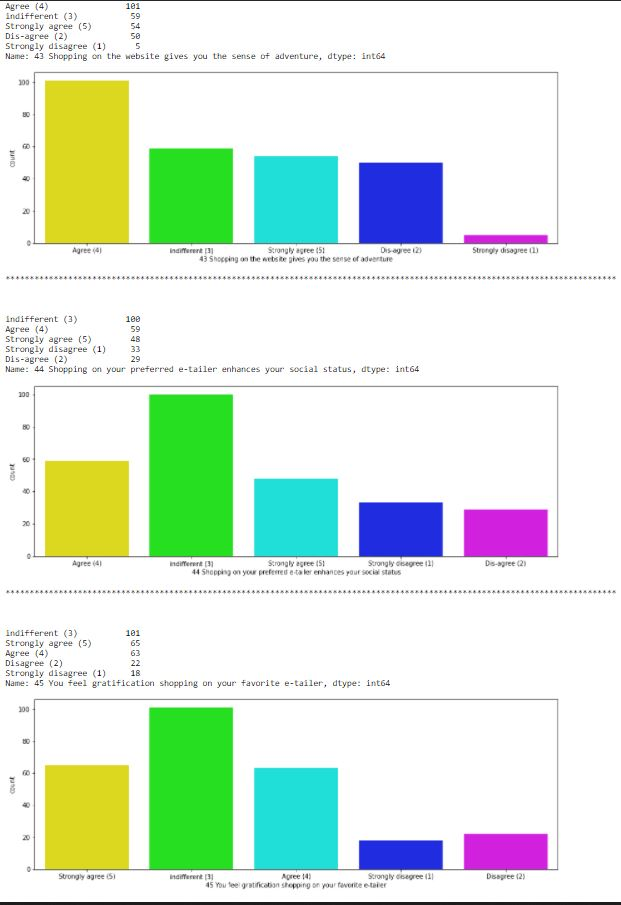 Agree (4) 101
indifferent (3) 59
Strongly agree (5) 54
Dis-agree (2) 50
Strongly disagree (1) 5
Name: 43 Shopping on the website gives you the sense of adventure, dtype: int64
100
80
60
40
20
0
count
Agree (4) indifferent (3) Strongly agree (5) Dis-agree (2) Strongly disagree (1)
43 Shopping on the website gives you the sense of adventure
indifferent (3) 100
Agree (4) 59
Strongly agree (5) 48
Strongly disagree (1) 33
Dis-agree (2) 29
Name: 44 Shopping on your preferred e-tailer enhances your social status, dtype: int64
100
80
60
40
20
0
count
Agree (4) indifferent (3) Strongly agree (5) Strongly disagree (1) Dis-agree (2)
44 Shopping on your preferred e-tailer enhances your social status
indifferent (3) 101
Strongly agree (5) 65
Agree (4) 63
Disagree (2) 22
Strongly disagree (1) 18
Name: 45 You feel gratification shopping on your favorite e-tailer, dtype: int64
100
80
60
40
20
0
count
Strongly agree (5) indifferent (3) Agree (4) Strongly disagree (1) Disagree (2)
45 You feel gratification shopping on your favorite e-tailer